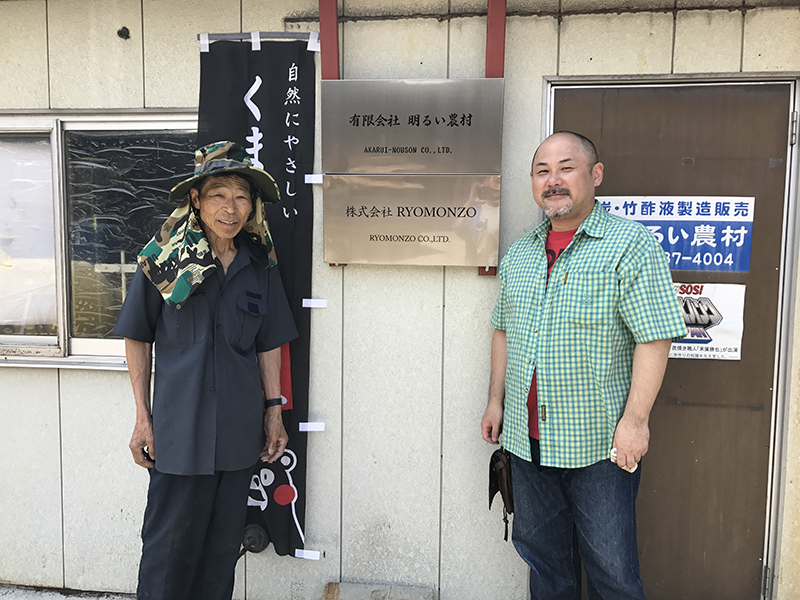 自然にやさしい
くま
有限会社 明るい農村
AKARUI-NOUSON CO.,LTD.
株式会社 RYOMONZO
RYOMONZO CO.,LTD.
炭・竹酢液製造販売
るい農村
37-4004
SOSI